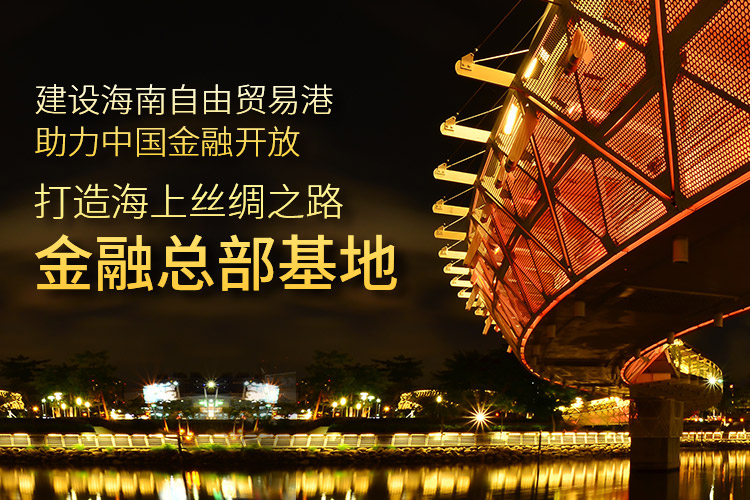 建设海南自由贸易港
助力中国金融开放
打造海上丝绸之路
金融总部基地